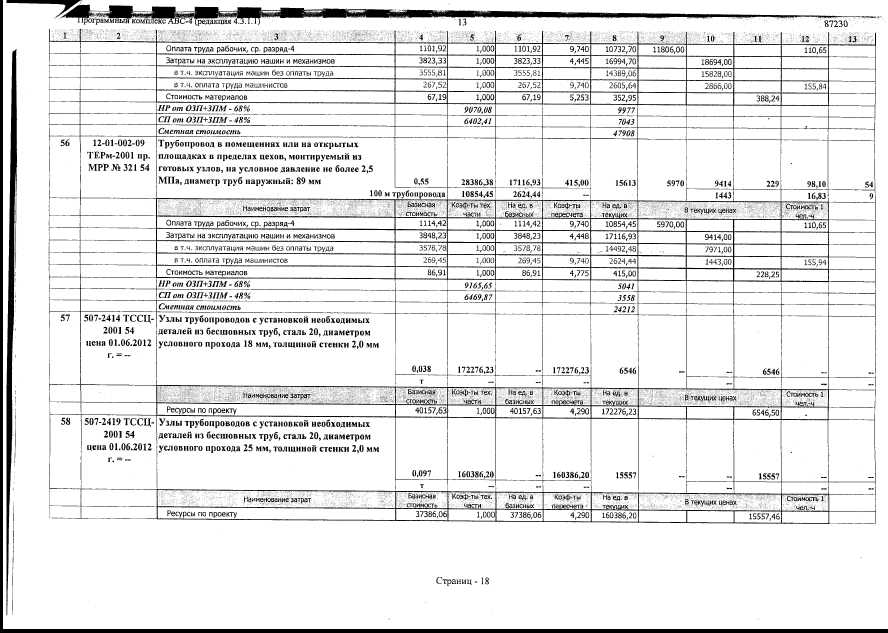 Программный комплекс АВС-4 (редакция 4.3.1.1) 13 87230
1 2 3 4 5 6 7 8 9 10 11 12 13
Оплата труда рабочих, ср. разряд-4 1101,92 1,000 1101,92 9,740 10732,70 11806,00 110,65
Затраты на эксплуатацию машин и механизмов 3823,33 1,000 3823,33 4,445 16994,70 18694,00
в т.ч. эксплуатация машин без оплаты труда 3555,81 1,000 3555,81 14389,06 15828,00
в т.ч. оплата труда машинистов 267,52 1,000 267,52 9,740 2605,64 2866,00 155,84
Стоимость материалов 67,19 1,000 67,19 5,253 352,95 388,24
НР от ОЗП+ЗПМ - 68% 9070,08 9977
СП от ОЗП+ЗПМ - 48% 6402,41 7043
Сметная стоимость 47908
56 12-01-002-09 Трубопровод в помещениях или на открытых
ТЕРм-2001 пр. площадках в пределах цехов, монтируемый из
МРР № 321 54 готовых узлов, на условное давление не более 2,5
МПа, диаметр труб наружный: 89 мм 0,55 28386,38 17116,93 415,00 15613 5970 9414 229 98,10 54
100 м трубопровода 10854,45 2624,44 -- 1443 16,83 9
Наименование затрат Базисная стоимость Коэф-ты тех. части На ед. в базисных Коэф-ты пересчета На ед. в текущих В текущих ценах Стоимость 1 чел.-ч
Оплата труда рабочих, ср. разряд-4 1114,42 1,000 1114,42 9,740 10854,45 5970,00 110,65
Затраты на эксплуатацию машин и механизмов 3848,23 1,000 3848,23 4,448 17116,93 9414,00
в т.ч. эксплуатация машин без оплаты труда 3578,78 1,000 3578,78 14492,48 7971,00
в т.ч. оплата труда машинистов 269,45 1,000 269,45 9,740 2624,44 1443,00 155,94
Стоимость материалов 86,91 1,000 86,91 4,775 415,00 228,25
НР от ОЗП+ЗПМ - 68% 9165,65 5041
СП от ОЗП+ЗПМ - 48% 6469,87 3558
Сметная стоимость 24212
57 507-2414 ТССЦ- Узлы трубопроводов с установкой необходимых
2001 54 деталей из бесшовных труб, сталь 20, диаметром
цена 01.06.2012 условного прохода 18 мм, толщиной стенки 2,0 мм
г. = --
0,038 172276,23 -- 172276,23 6546 -- -- 6546 -- --
т -- -- -- -- --
Наименование затрат Базисная стоимость Коэф-ты тех. части На ед. в базисных Коэф-ты пересчета На ед. в текущих В текущих ценах Стоимость 1 чел.-ч
Ресурсы по проекту 40157,63 1,000 40157,63 4,290 172276,23 6546,50
58 507-2419 ТССЦ- Узлы трубопроводов с установкой необходимых
2001 54 деталей из бесшовных труб, сталь 20, диаметром
цена 01.06.2012 условного прохода 25 мм, толщиной стенки 2,0 мм
г. = --
0,097 160386,20 -- 160386,20 15557 -- -- 15557 -- --
т -- -- -- -- --
Наименование затрат Базисная стоимость Коэф-ты тех. части На ед. в базисных Коэф-ты пересчета На ед. в текущих В текущих ценах Стоимость 1 чел.-ч
Ресурсы по проекту 37386,06 1,000 37386,06 4,290 160386,20 15557,46
Страниц - 18